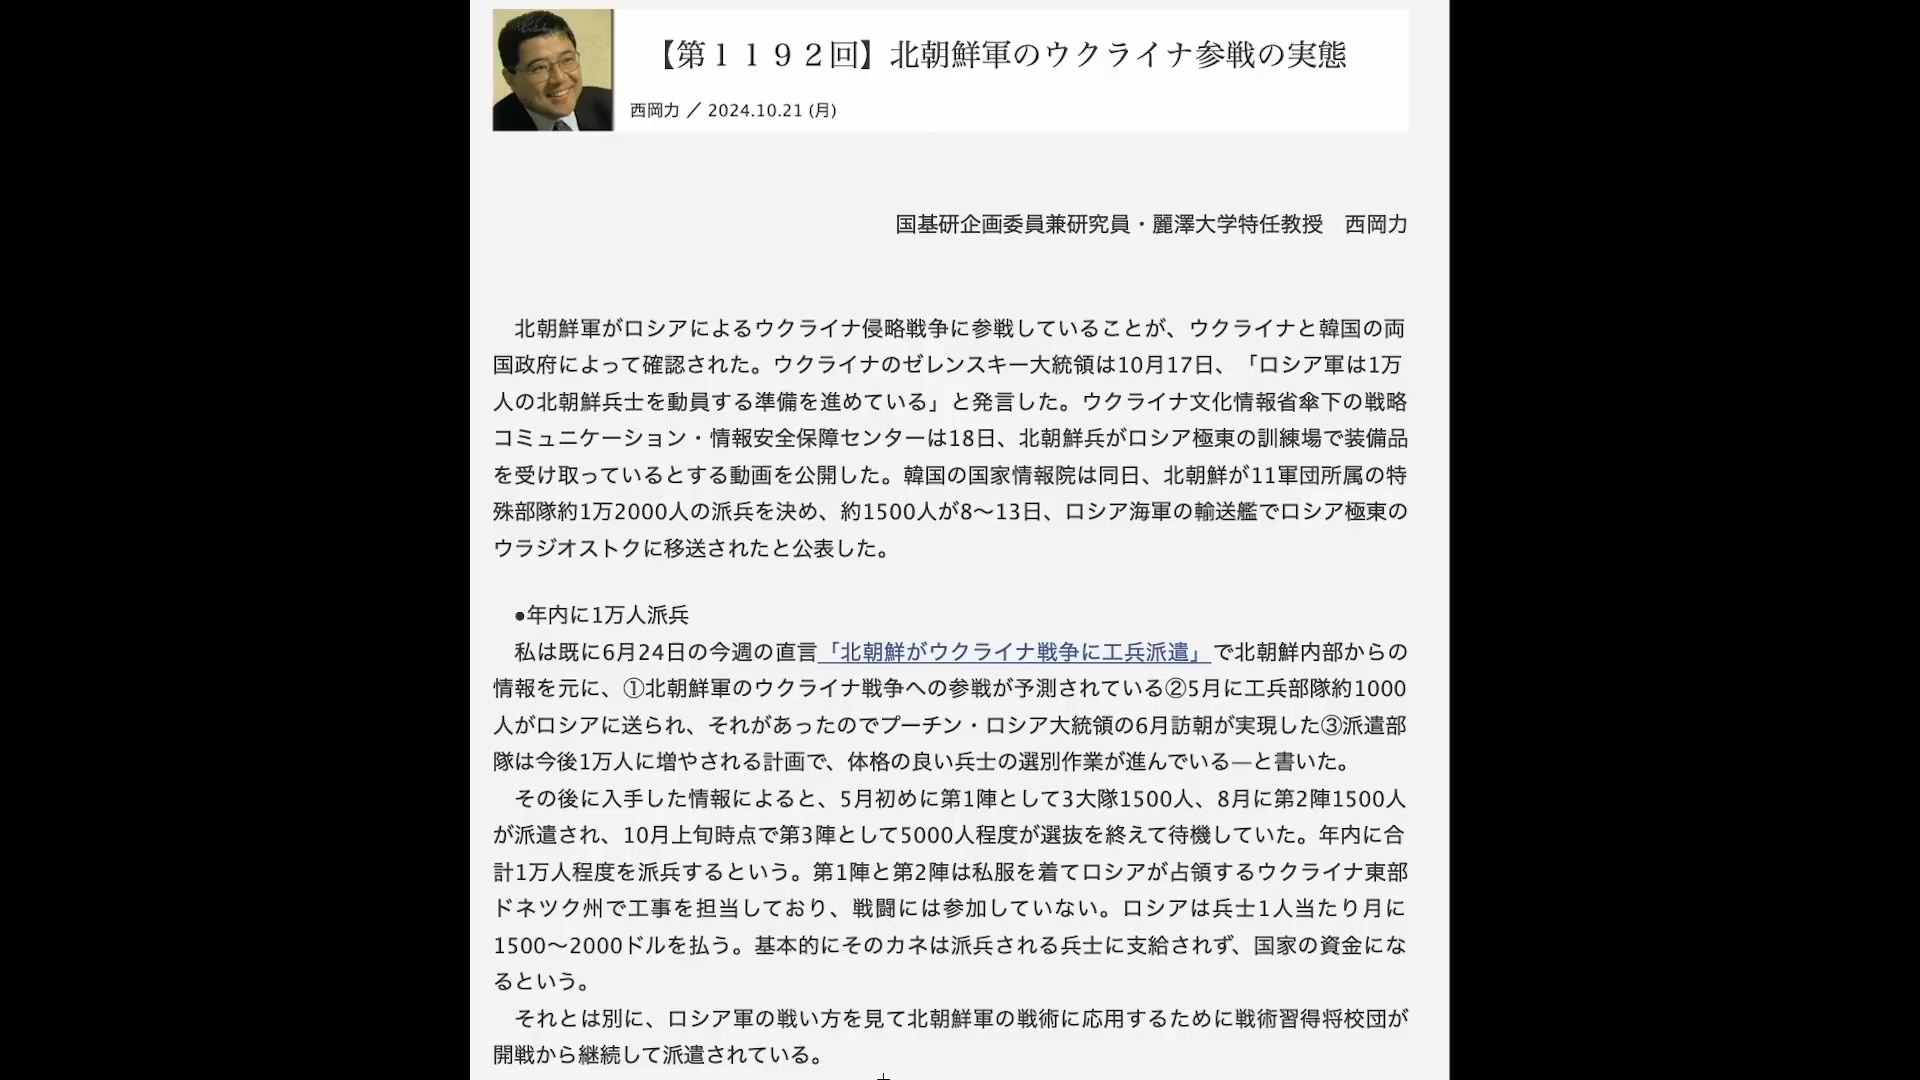 【第１１９２回】北朝鮮軍のウクライナ参戦の実態
西岡力 ／ 2024.10.21 (月)
国基研企画委員兼研究員・麗澤大学特任教授　西岡力
北朝鮮軍がロシアによるウクライナ侵略戦争に参戦していることが、ウクライナと韓国の両
国政府によって確認された。ウクライナのゼレンスキー大統領は10月17日、「ロシア軍は1万
人の北朝鮮兵士を動員する準備を進めている」と発言した。ウクライナ文化情報省傘下の戦略
コミュニケーション・情報安全保障センターは18日、北朝鮮兵がロシア極東の訓練場で装備品
を受け取っているとする動画を公開した。韓国の国家情報院は同日、北朝鮮が11軍団所属の特
殊部隊約1万2000人の派兵を決め、約1500人が8〜13日、ロシア海軍の輸送艦でロシア極東の
ウラジオストクに移送されたと公表した。
●年内に1万人派兵
私は既に6月24日の今週の直言「北朝鮮がウクライナ戦争に工兵派遣」で北朝鮮内部からの
情報を元に、①北朝鮮軍のウクライナ戦争への参戦が予測されている②5月に工兵部隊約1000
人がロシアに送られ、それがあったのでプーチン・ロシア大統領の6月訪朝が実現した③派遣部
隊は今後1万人に増やされる計画で、体格の良い兵士の選別作業が進んでいる―と書いた。
その後に入手した情報によると、5月初めに第1陣として3大隊1500人、8月に第2陣1500人
が派遣され、10月上旬時点で第3陣として5000人程度が選抜を終えて待機していた。年内に合
計1万人程度を派兵するという。第1陣と第2陣は私服を着てロシアが占領するウクライナ東部
ドネツク州で工事を担当しており、戦闘には参加していない。ロシアは兵士1人当たり月に
1500〜2000ドルを払う。基本的にそのカネは派兵される兵士に支給されず、国家の資金にな
るという。
それとは別に、ロシア軍の戦い方を見て北朝鮮軍の戦術に応用するために戦術習得将校団が
開戦から継続して派遣されている。